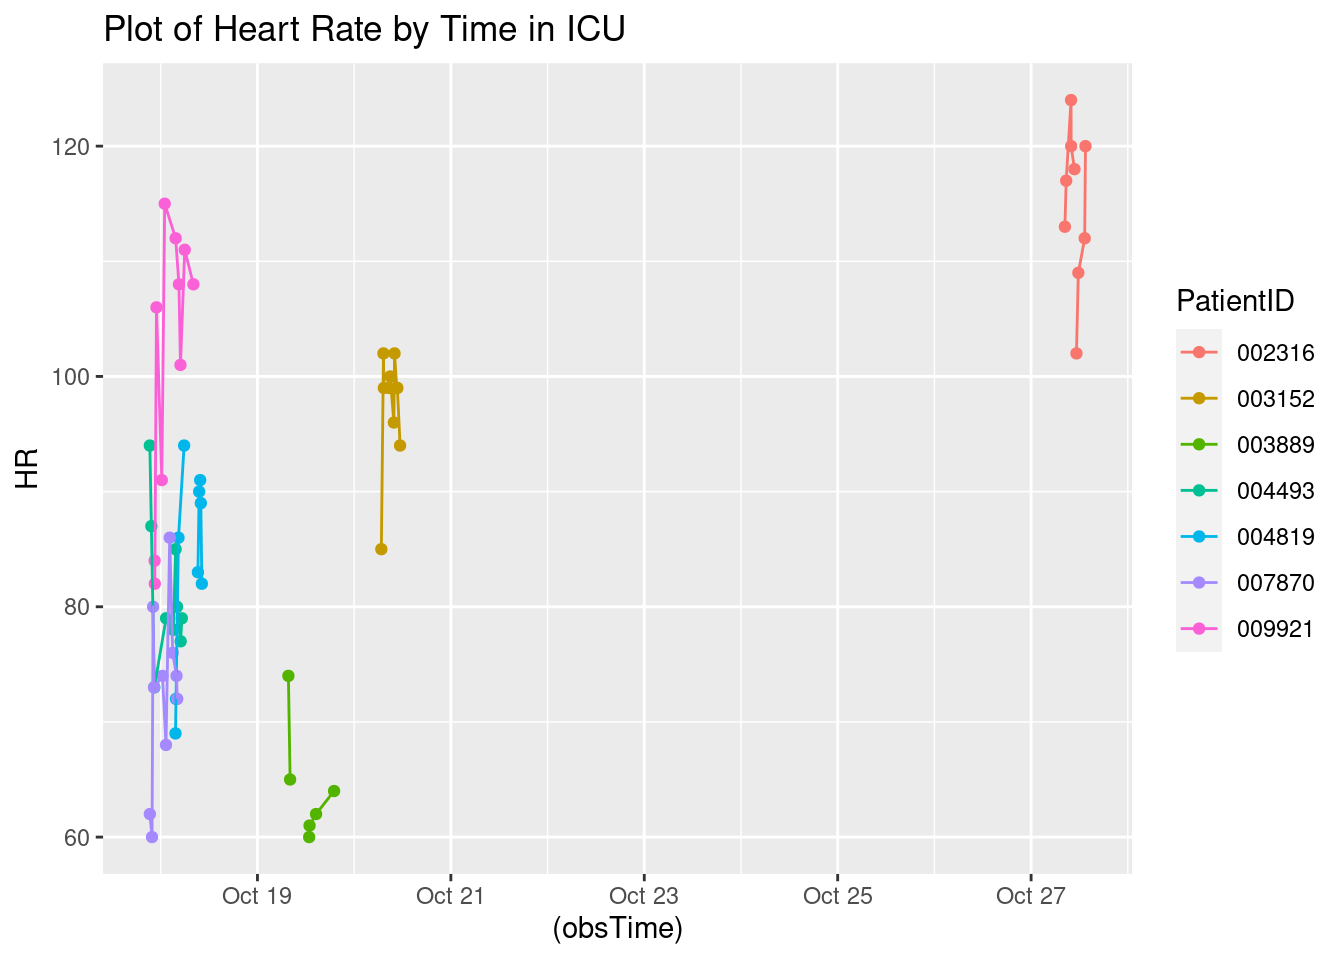 Plot of Heart Rate by Time in ICU
120
100
80
60
HR
Oct 19
Oct 21
Oct 23
Oct 25
Oct 27
(obsTime)
PatientID
002316
003152
003889
004493
004819
007870
009921